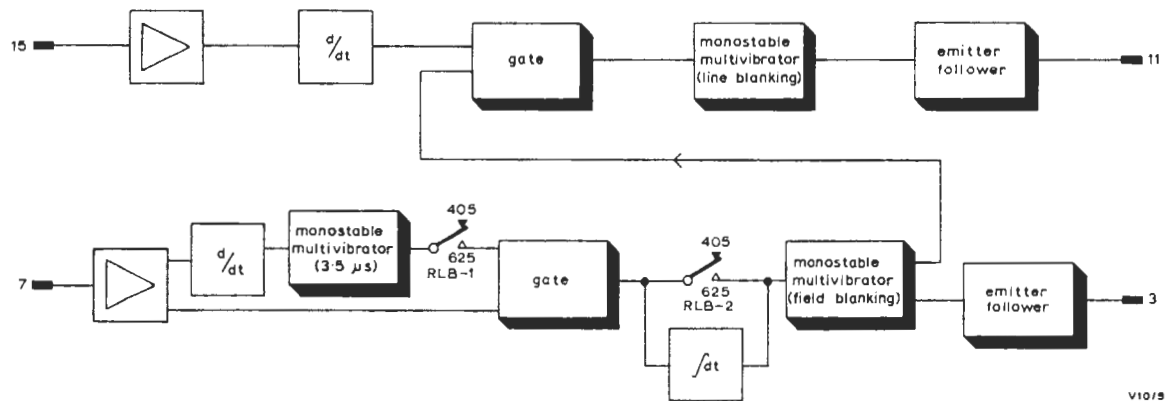 15
d/dt
gate
monostable
multivibrator
(line blanking)
emitter
follower
11
7
d/dt
monostable
multivibrator
(3·5 µs)
405
625
RLB-1
gate
405
625
RLB-2
∫dt
monostable
multivibrator
(field blanking)
emitter
follower
3
V10/9